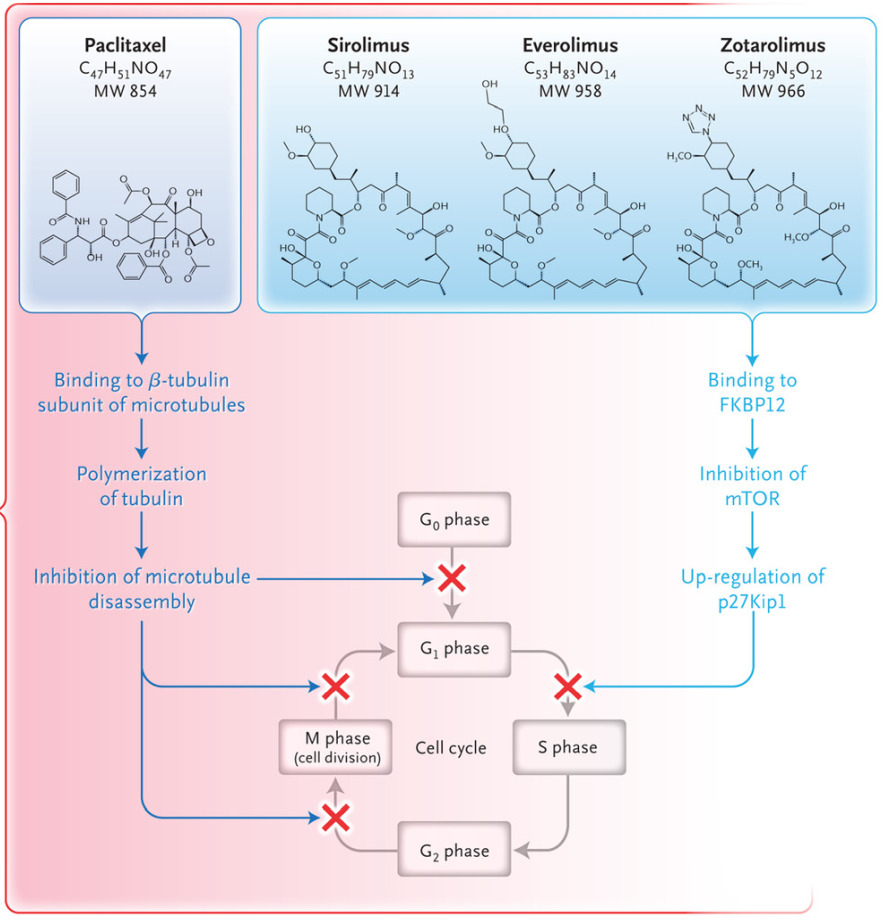 Paclitaxel
C₄₇H₅₁NO₄₇
MW 854
Sirolimus
C₅₁H₇₉NO₁₃
MW 914
Everolimus
C₅₃H₈₃NO₁₄
MW 958
Zotarolimus
C₅₂H₇₉N₅O₁₂
MW 966
Binding to β-tubulin
subunit of microtubules
Polymerization
of tubulin
Inhibition of microtubule
disassembly
Binding to
FKBP12
Inhibition of
mTOR
Up-regulation of
p27Kip1
G₀ phase
G₁ phase
M phase
(cell division)
Cell cycle
S phase
G₂ phase